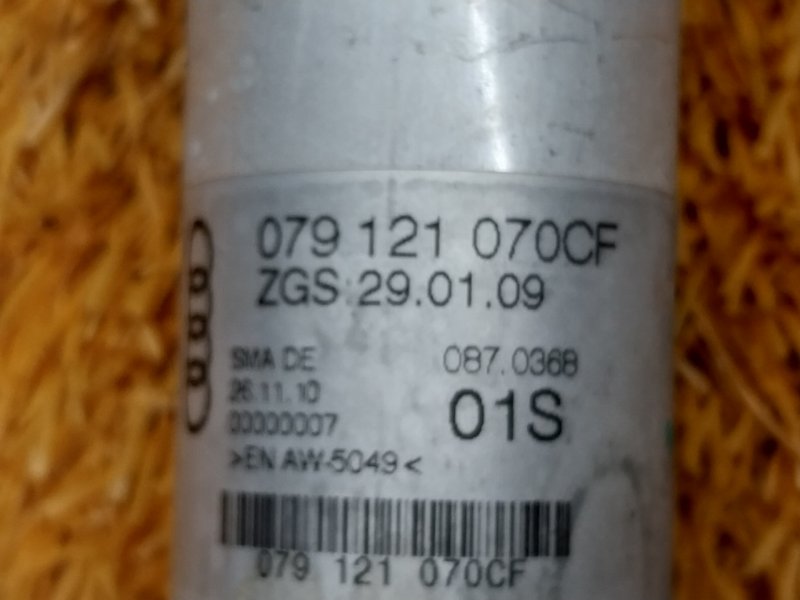 079 121 070CF
ZGS 29.01.09
SMA DE 087.0368
26.11.10
00000007 01S
>EN AW-5049<
079 121 070CF